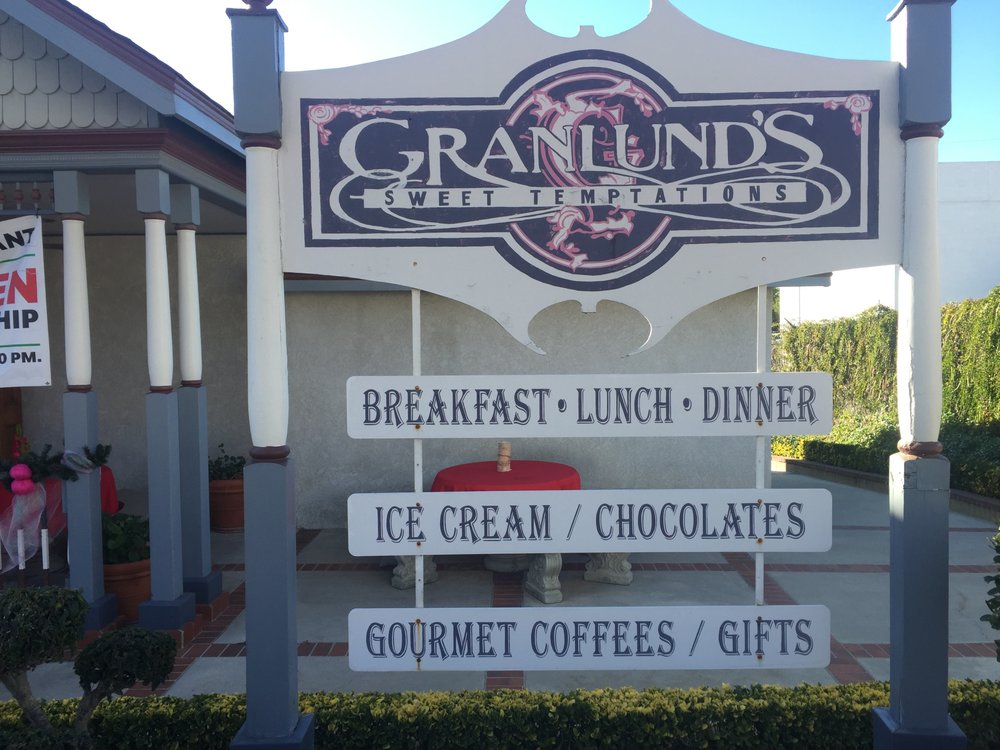 GRANLUND'S
SWEET TEMPTATIONS
BREAKFAST • LUNCH • DINNER
ICE CREAM / CHOCOLATES
GOURMET COFFEES / GIFTS